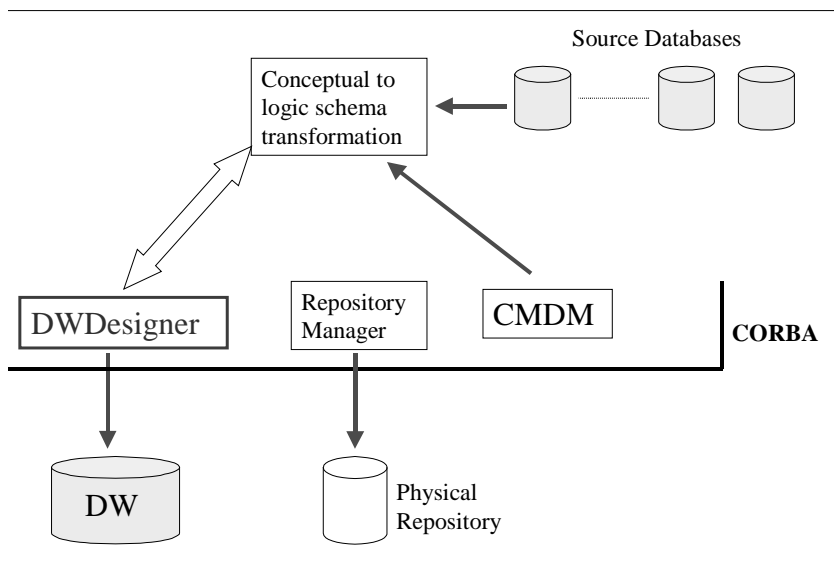 Source Databases
Conceptual to
logic schema
transformation
DWDesigner
Repository
Manager
CMDM
CORBA
DW
Physical
Repository